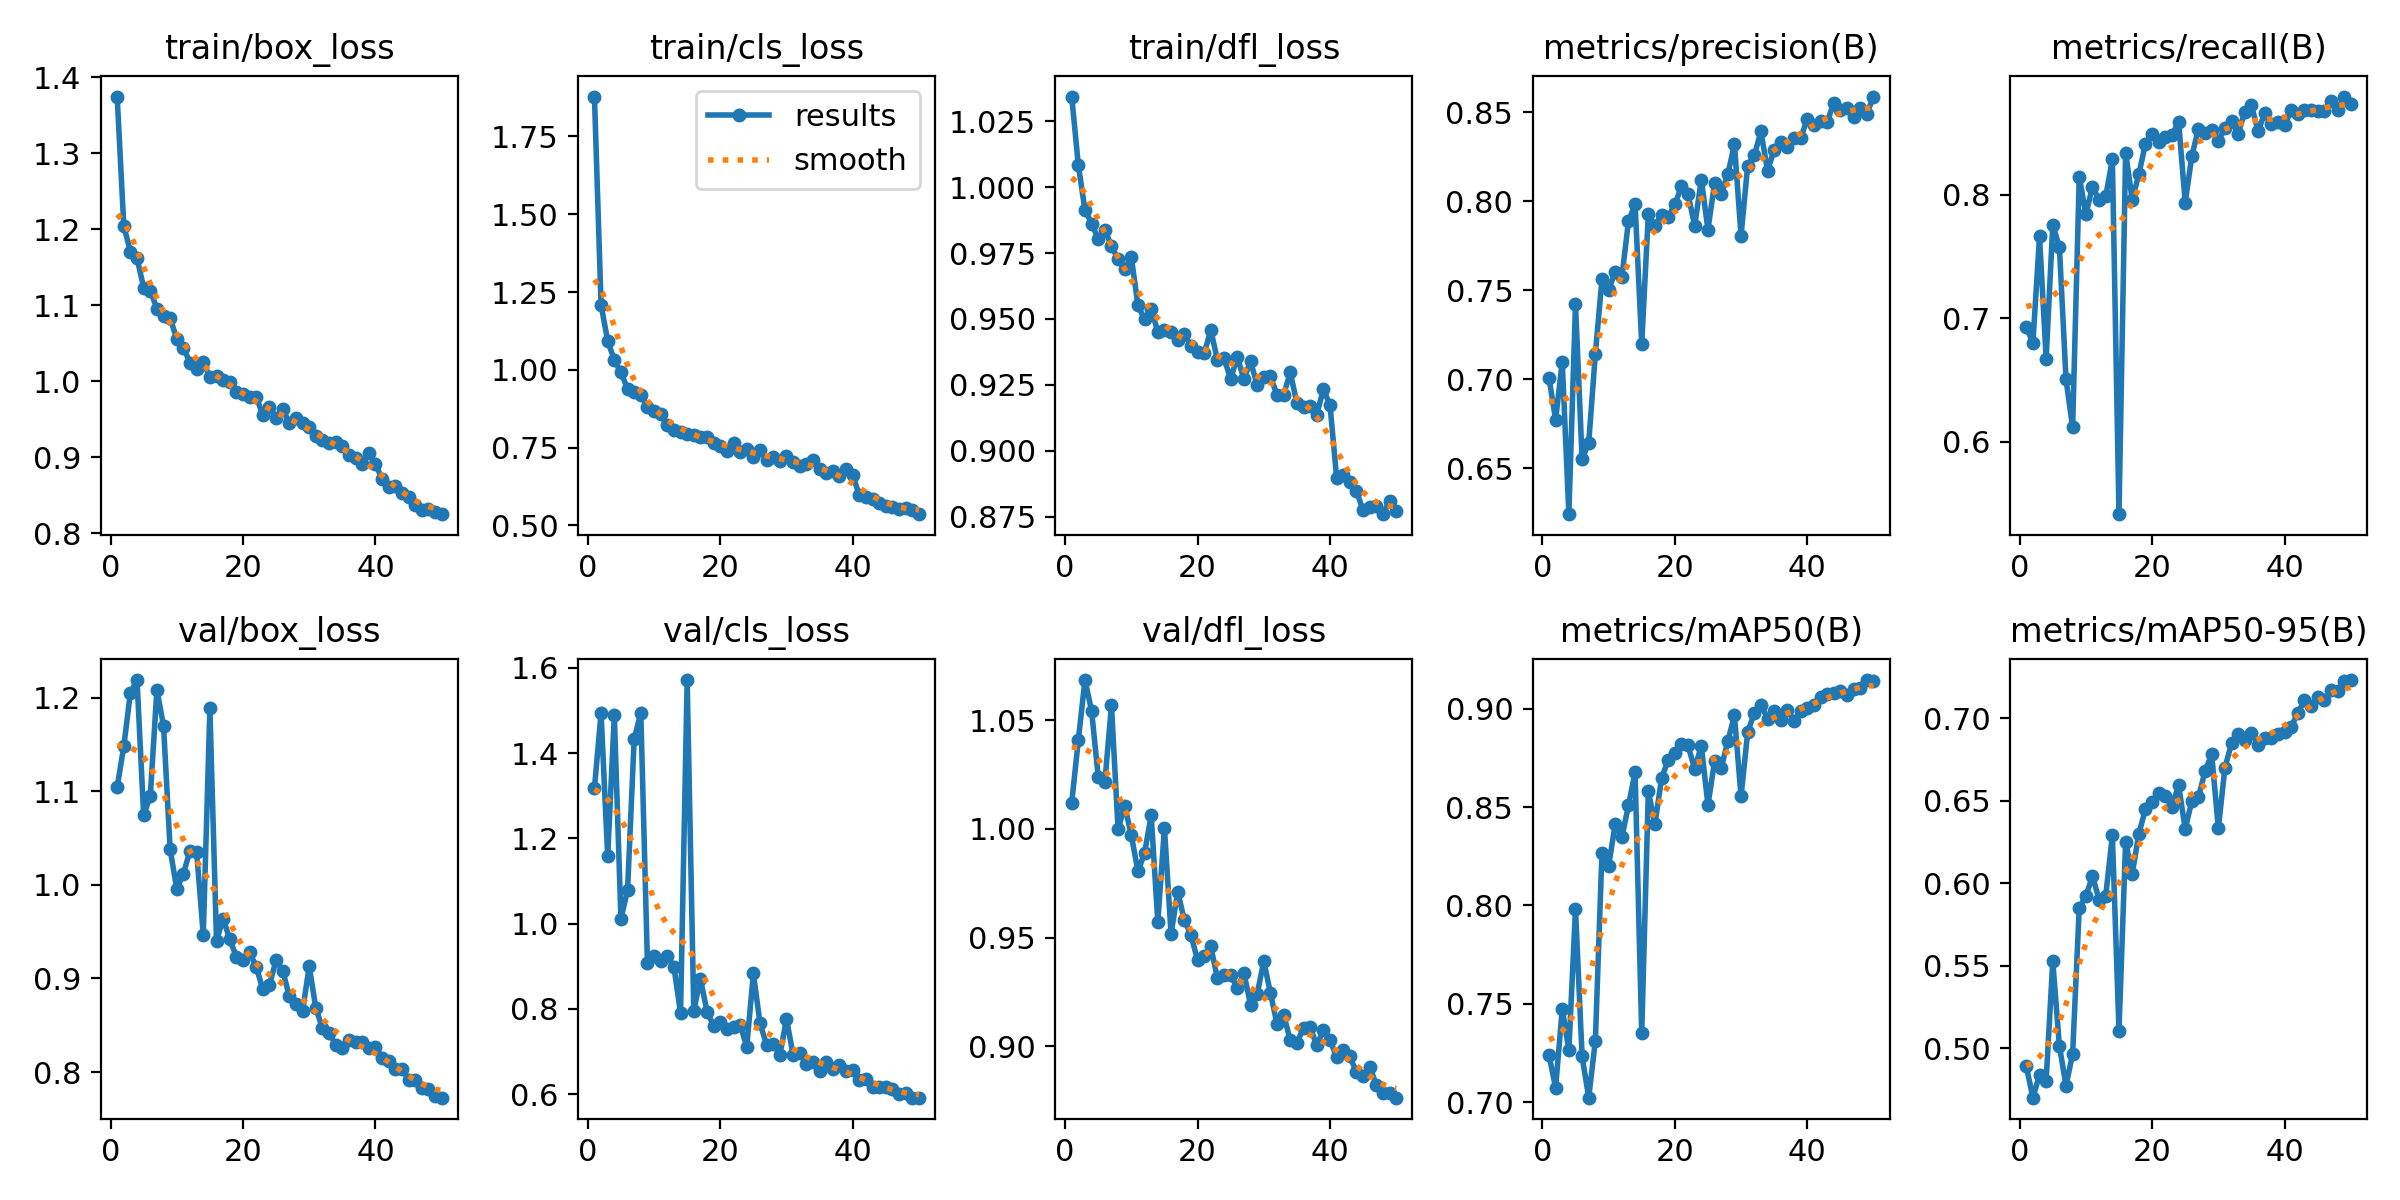 train/box_loss
1.4
1.3
1.2
1.1
1.0
0.9
0.8
0 20 40
train/cls_loss
results
smooth
1.75
1.50
1.25
1.00
0.75
0.50
0 20 40
train/dfl_loss
1.025
1.000
0.975
0.950
0.925
0.900
0.875
0 20 40
metrics/precision(B)
0.85
0.80
0.75
0.70
0.65
0 20 40
metrics/recall(B)
0.8
0.7
0.6
0 20 40
val/box_loss
1.2
1.1
1.0
0.9
0.8
0 20 40
val/cls_loss
1.6
1.4
1.2
1.0
0.8
0.6
0 20 40
val/dfl_loss
1.05
1.00
0.95
0.90
0 20 40
metrics/mAP50(B)
0.90
0.85
0.80
0.75
0.70
0 20 40
metrics/mAP50-95(B)
0.70
0.65
0.60
0.55
0.50
0 20 40